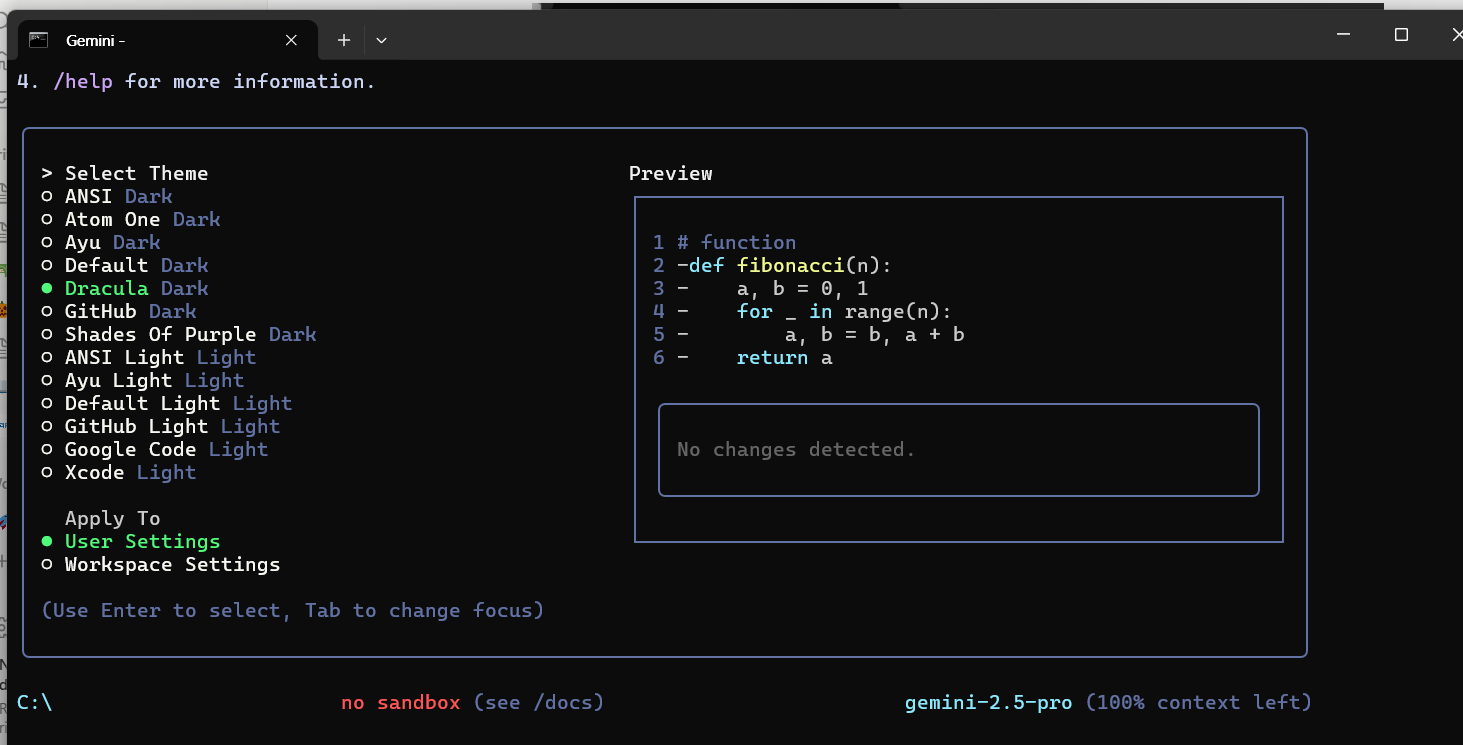 Gemini -
4. /help for more information.
> Select Theme
ANSI Dark
Atom One Dark
Ayu Dark
Default Dark
Dracula Dark
GitHub Dark
Shades Of Purple Dark
ANSI Light Light
Ayu Light Light
Default Light Light
GitHub Light Light
Google Code Light
Xcode Light
Apply To
User Settings
Workspace Settings
(Use Enter to select, Tab to change focus)
Preview
1 # function
2 -def fibonacci(n):
3 -    a, b = 0, 1
4 -    for _ in range(n):
5 -        a, b = b, a + b
6 -    return a
No changes detected.
C:\ no sandbox (see /docs) gemini-2.5-pro (100% context left)